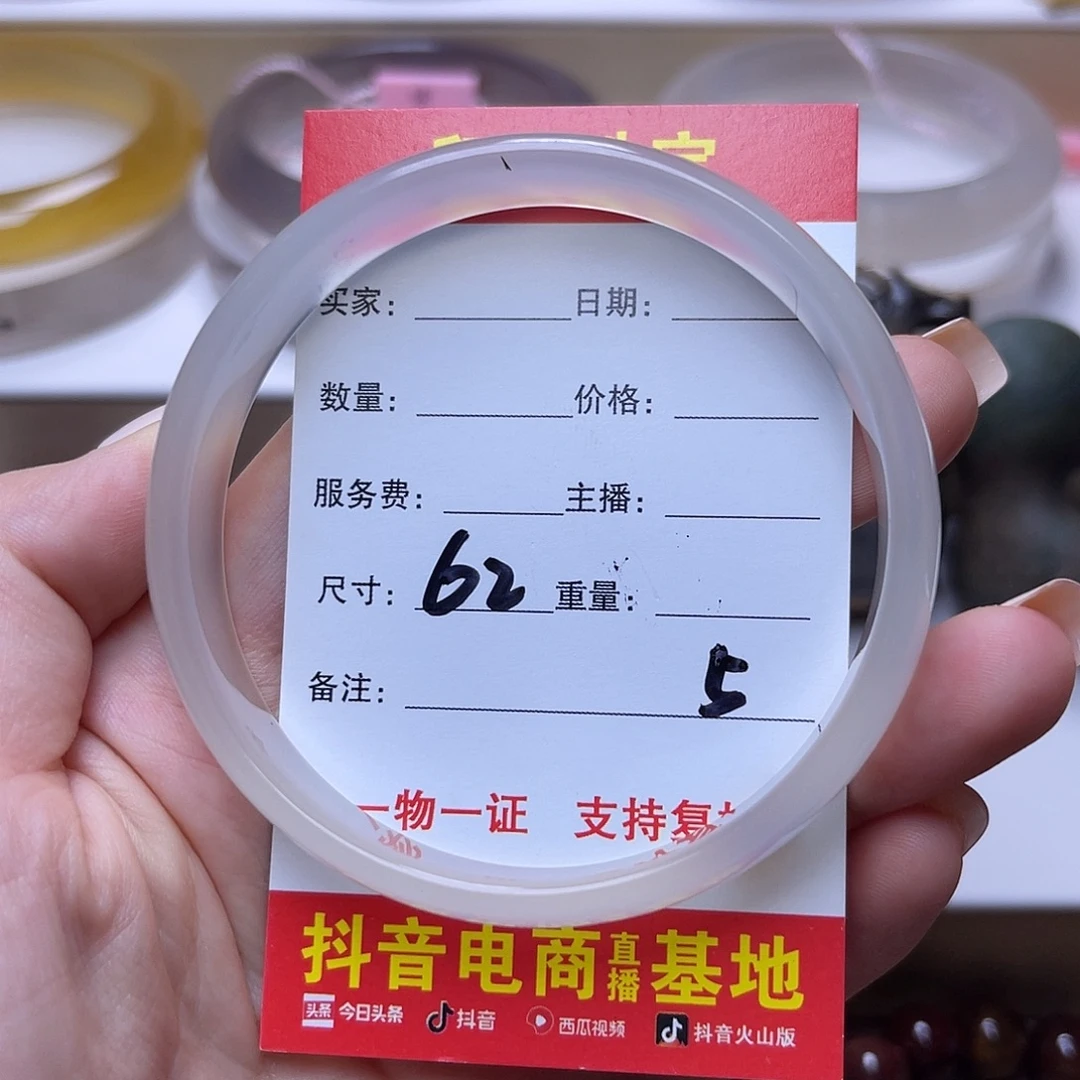 买家： 日期：
数量： 价格：
服务费： 主播：
尺寸： 62 重量：
备注： 5
一物一证 支持复
抖音电商直播基地
头条 今日头条 抖音 西瓜视频 抖音火山版